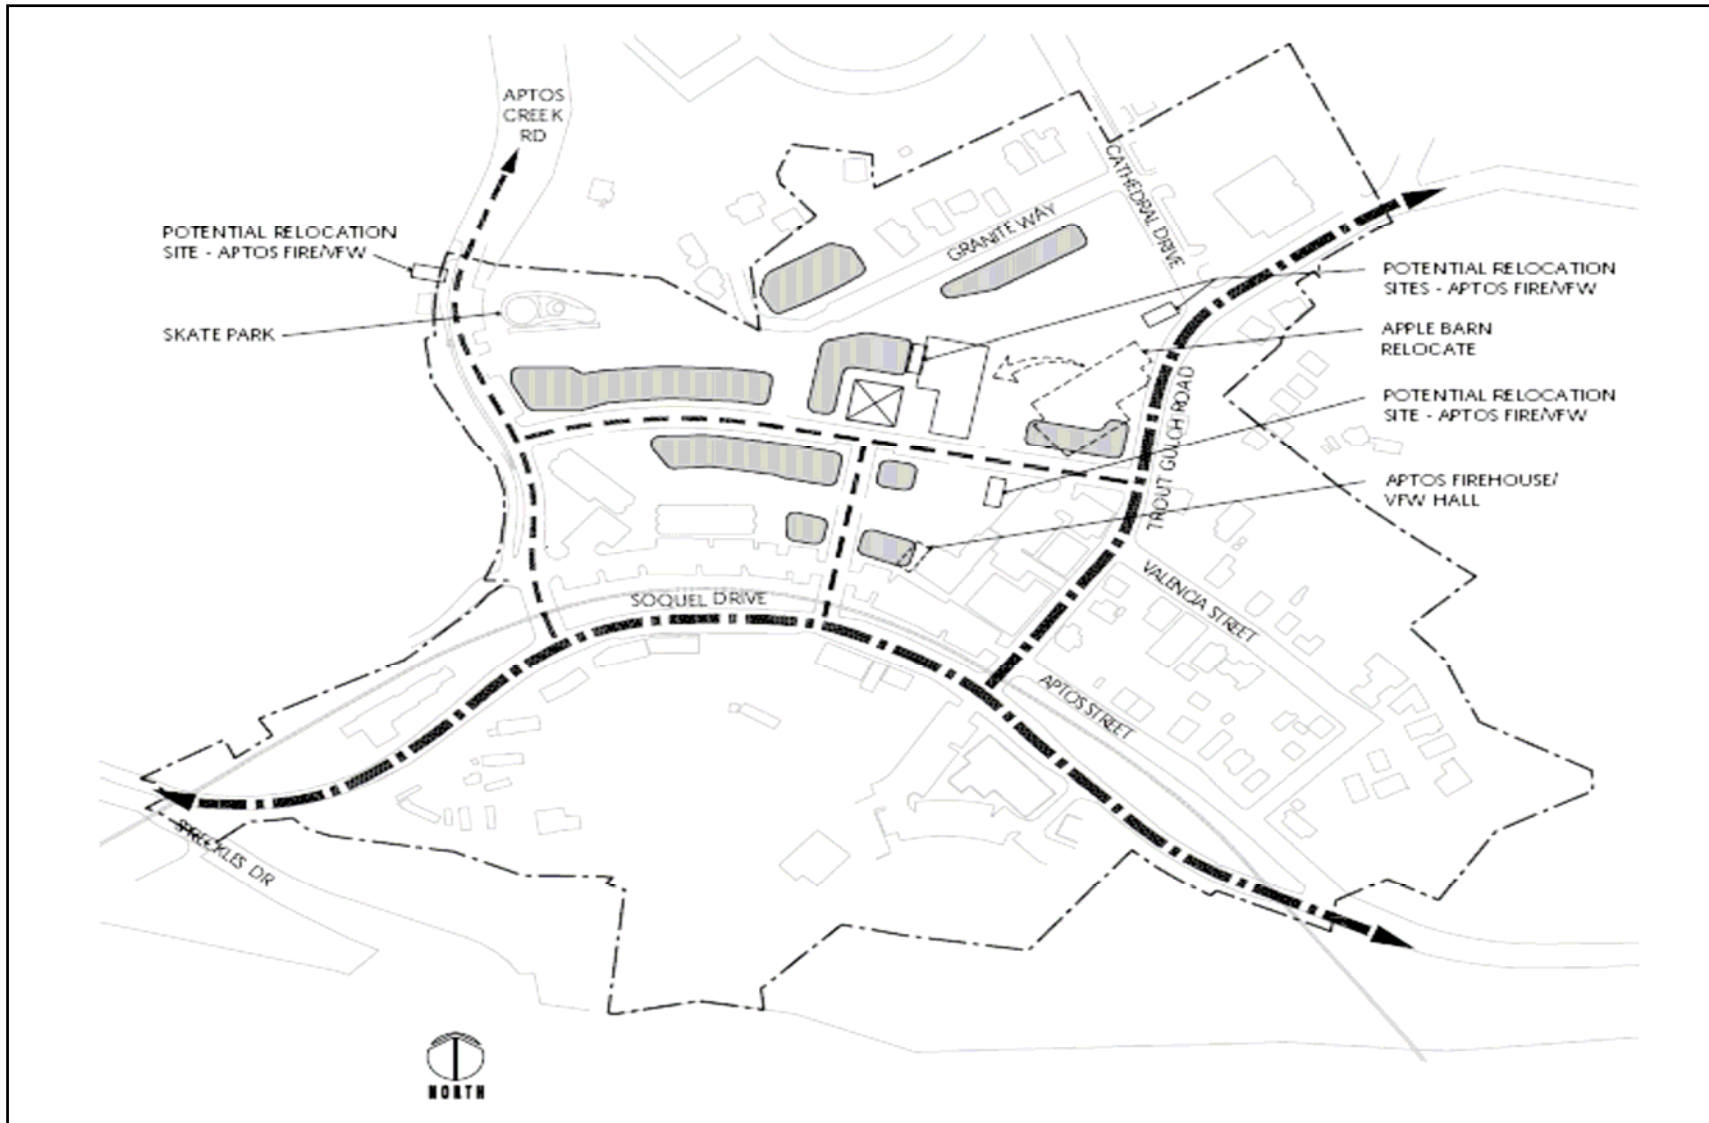 APTOS
CREEK
RD
CATHEDRAL DRIVE
GRANITE WAY
POTENTIAL RELOCATION
SITE - APTOS FIRE/VFW
POTENTIAL RELOCATION
SITES - APTOS FIRE/VFW
SKATE PARK
APPLE BARN
RELOCATE
POTENTIAL RELOCATION
SITE - APTOS FIRE/VFW
TROUT GULCH ROAD
APTOS FIREHOUSE/
VFW HALL
VALENCIA STREET
SOQUEL DRIVE
APTOS STREET
SPRECKLES DR
NORTH